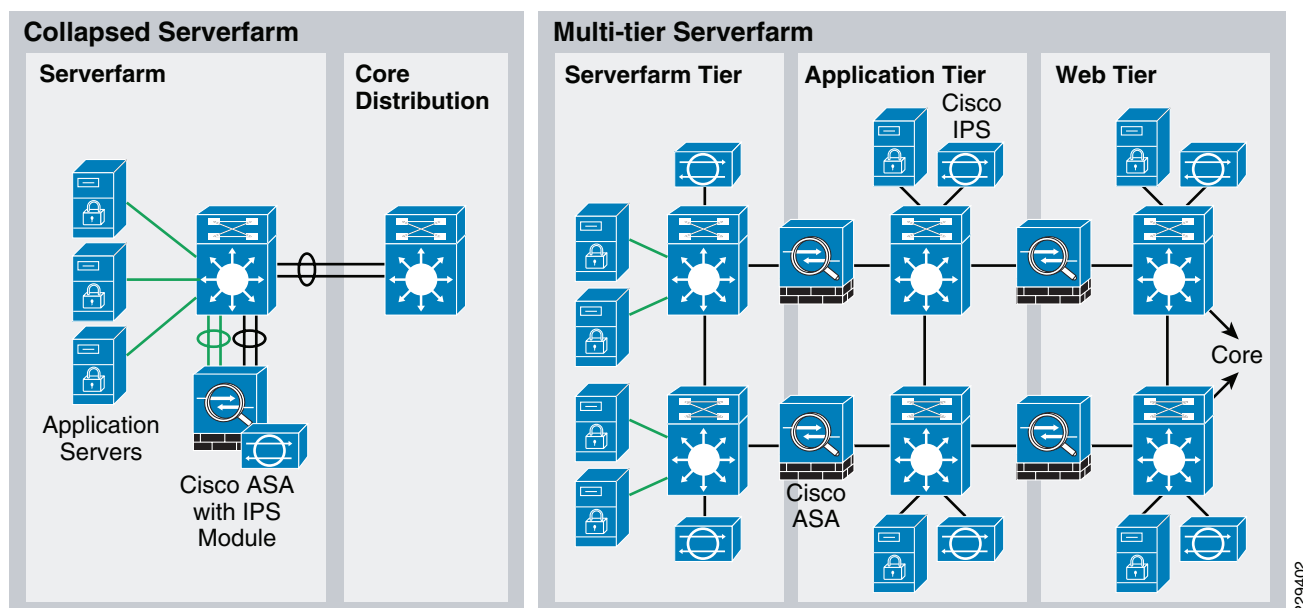 Collapsed Serverfarm
Serverfarm
Core
Distribution
Application
Servers
Cisco ASA
with IPS
Module
Multi-tier Serverfarm
Serverfarm Tier
Application Tier
Web Tier
Cisco
IPS
Core
Cisco
ASA